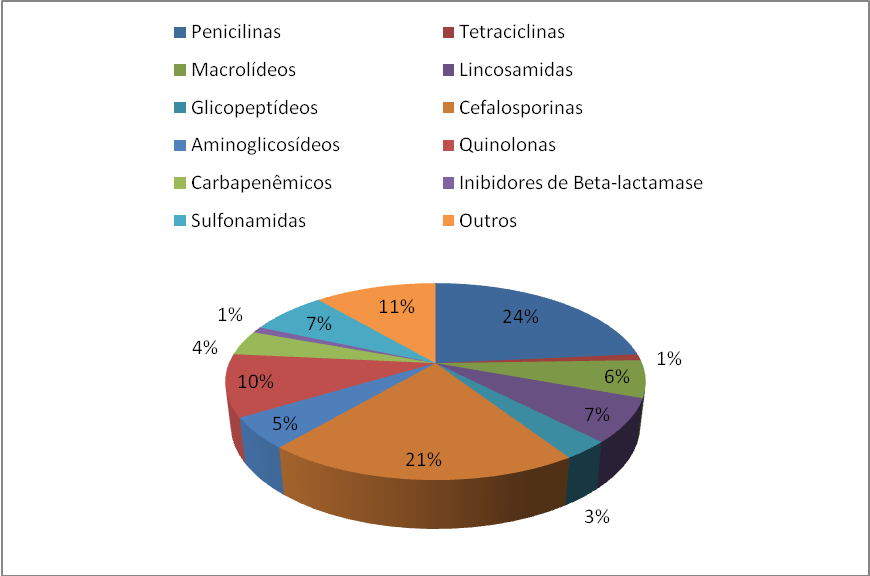 Penicilinas Tetraciclinas
Macrolídeos Lincosamidas
Glicopeptídeos Cefalosporinas
Aminoglicosídeos Quinolonas
Carbapenêmicos Inibidores de Beta-lactamase
Sulfonamidas Outros
11%
24%
1%
7%
4%
1%
6%
10%
7%
5%
21%
3%